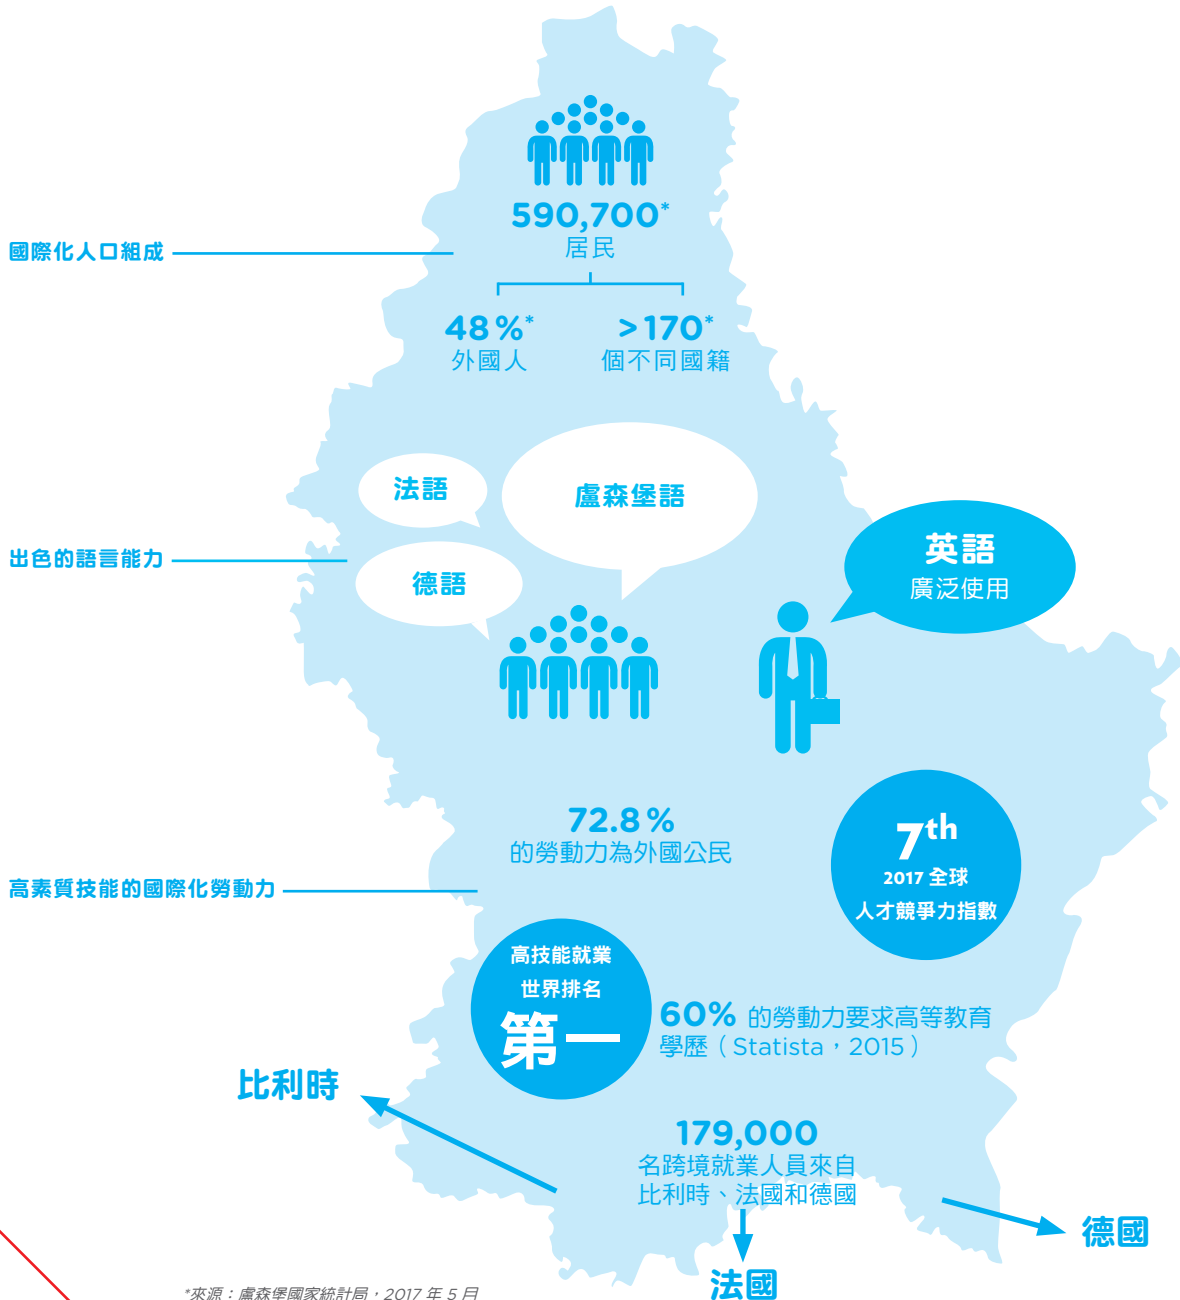 590,700*
居民
國際化人口組成
48 %*
外國人
> 170*
個不同國籍
法語
盧森堡語
德語
英語
廣泛使用
出色的語言能力
72.8 %
的勞動力為外國公民
7th
2017 全球
人才競爭力指數
高素質技能的國際化勞動力
高技能就業
世界排名
第一
60% 的勞動力要求高等教育
學歷（Statista，2015）
比利時
179,000
名跨境就業人員來自
比利時、法國和德國
德國
法國
*來源：盧森堡國家統計局，2017 年 5 月